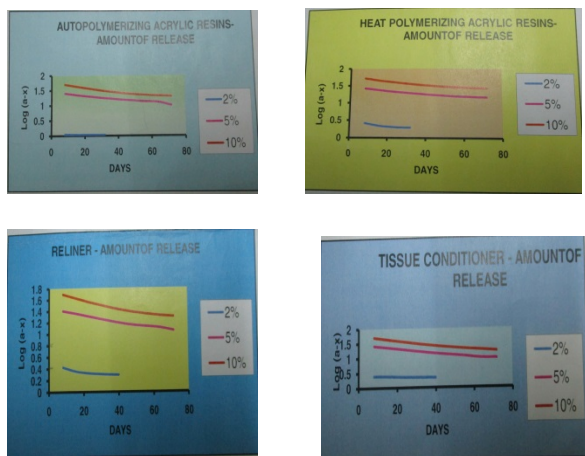 AUTOPOLYMERIZING ACRYLIC RESINS-
AMOUNTOF RELEASE
Log (a-x)
2
1.5
1
0.5
0
0 20 40 60 80
DAYS
2%
5%
10%
HEAT POLYMERIZING ACRYLIC RESINS-
AMOUNTOF RELEASE
Log (a-x)
2
1.5
1
0.5
0
0 20 40 60 80
DAYS
2%
5%
10%
RELINER - AMOUNTOF RELEASE
Log (a-x)
1.8
1.6
1.4
1.2
1
0.8
0.6
0.4
0.2
0
0 20 40 60 80
DAYS
2%
5%
10%
TISSUE CONDITIONER - AMOUNTOF
RELEASE
Log (a-x)
2
1.5
1
0.5
0
0 20 40 60 80
DAYS
2%
5%
10%